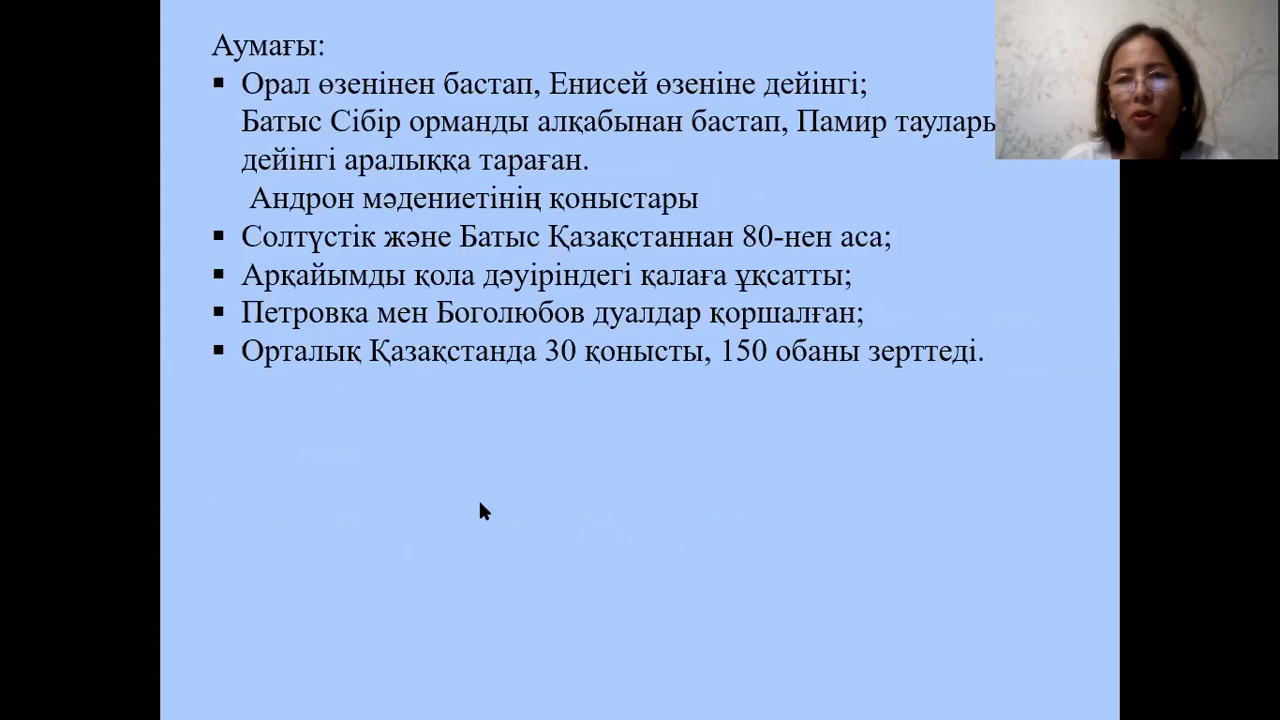 Аумағы:
▪ Орал өзенінен бастап, Енисей өзеніне дейінгі;
Батыс Сібір орманды алқабынан бастап, Памир таулары
дейінгі аралыққа тараған.
Андрон мәдениетінің қоныстары
▪ Солтүстік және Батыс Қазақстаннан 80-нен аса;
▪ Арқайымды қола дәуіріндегі қалаға ұқсатты;
▪ Петровка мен Боголюбов дуалдар қоршалған;
▪ Орталық Қазақстанда 30 қонысты, 150 обаны зерттеді.